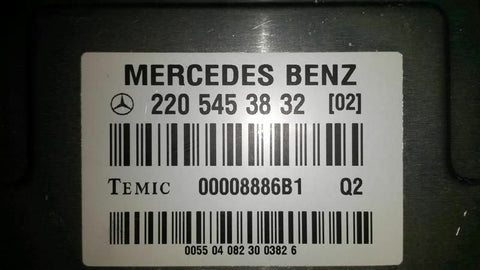 MERCEDES BENZ
220 545 38 32 [02]
TEMIC 00008886B1 Q2
0055 04 082 30 0382 6